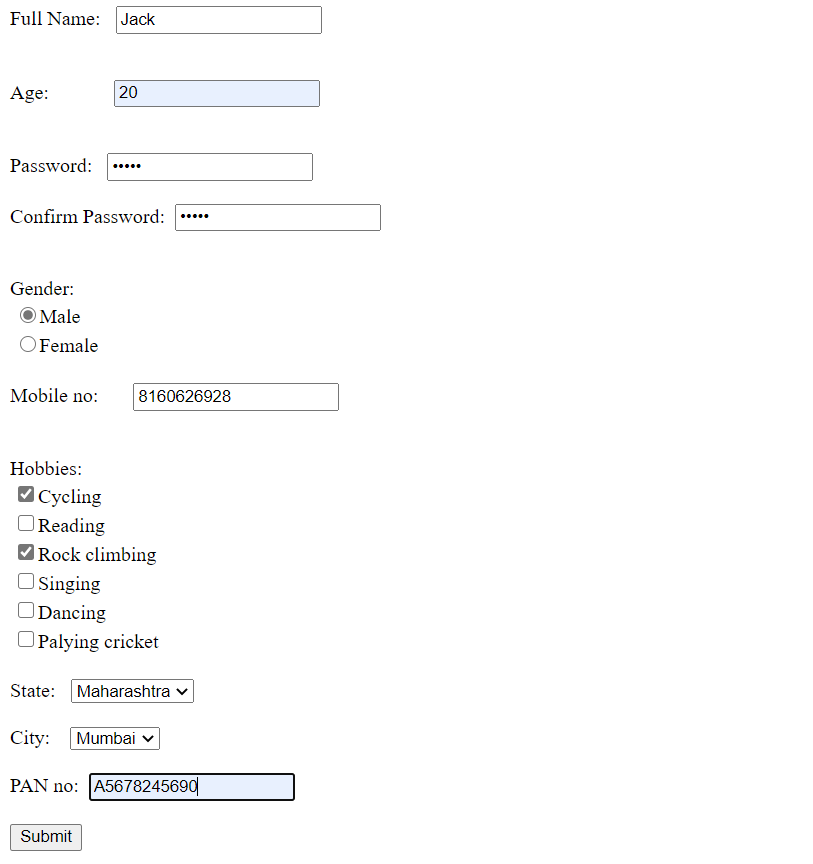 Full Name: Jack
Age: 20
Password: •••••
Confirm Password: •••••
Gender:
Male
Female
Mobile no: 8160626928
Hobbies:
Cycling
Reading
Rock climbing
Singing
Dancing
Palying cricket
State: Maharashtra
City: Mumbai
PAN no: A5678245690
Submit